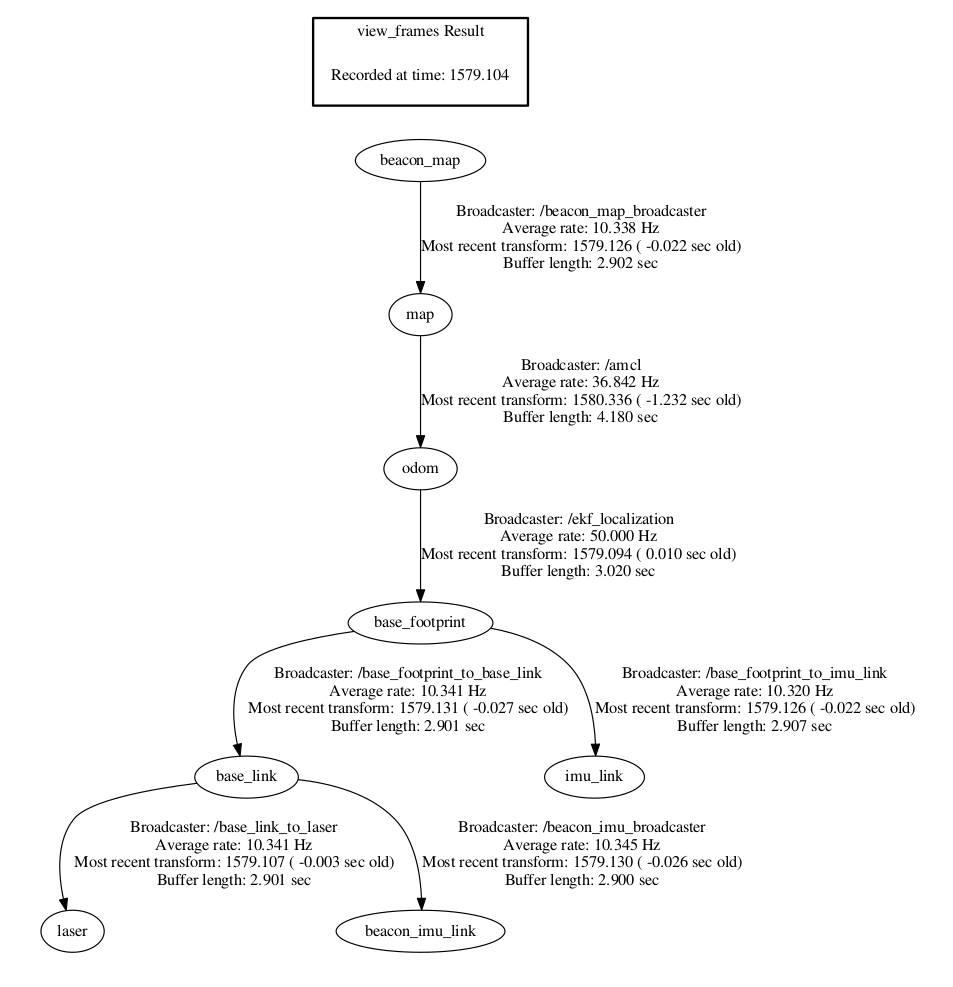 view_frames Result
Recorded at time: 1579.104
beacon_map
Broadcaster: /beacon_map_broadcaster
Average rate: 10.338 Hz
Most recent transform: 1579.126 ( -0.022 sec old)
Buffer length: 2.902 sec
map
Broadcaster: /amcl
Average rate: 36.842 Hz
Most recent transform: 1580.336 ( -1.232 sec old)
Buffer length: 4.180 sec
odom
Broadcaster: /ekf_localization
Average rate: 50.000 Hz
Most recent transform: 1579.094 ( 0.010 sec old)
Buffer length: 3.020 sec
base_footprint
Broadcaster: /base_footprint_to_base_link
Average rate: 10.341 Hz
Most recent transform: 1579.131 ( -0.027 sec old)
Buffer length: 2.901 sec
Broadcaster: /base_footprint_to_imu_link
Average rate: 10.320 Hz
Most recent transform: 1579.126 ( -0.022 sec old)
Buffer length: 2.907 sec
base_link
imu_link
Broadcaster: /base_link_to_laser
Average rate: 10.341 Hz
Most recent transform: 1579.107 ( -0.003 sec old)
Buffer length: 2.901 sec
Broadcaster: /beacon_imu_broadcaster
Average rate: 10.345 Hz
Most recent transform: 1579.130 ( -0.026 sec old)
Buffer length: 2.900 sec
laser
beacon_imu_link